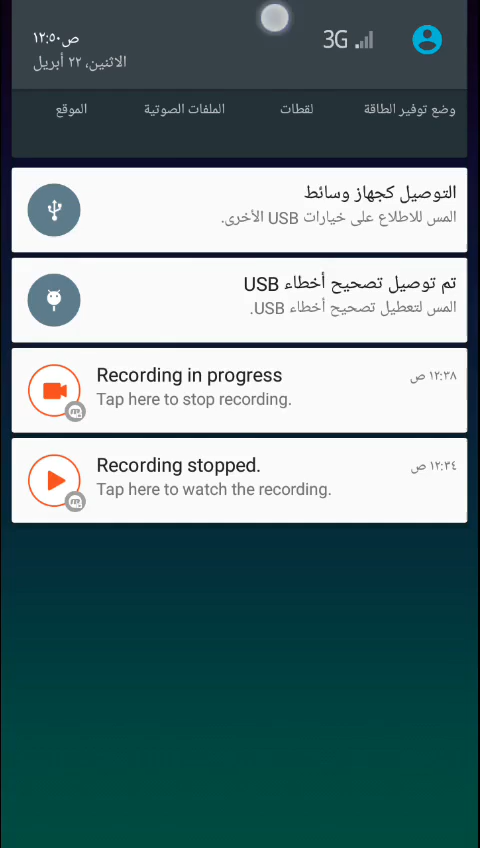 ص١٢:٥٠
3G
الاثنين، ٢٢ أبريل
وضع توفير الطاقة
لقطات
الملفات الصوتية
الموقع
التوصيل كجهاز وسائط
المس للاطلاع على خيارات USB الأخرى.
تم توصيل تصحيح أخطاء USB
المس لتعطيل تصحيح أخطاء USB.
Recording in progress
١٢:٣٨ ص
Tap here to stop recording.
Recording stopped.
١٢:٣٤ ص
Tap here to watch the recording.